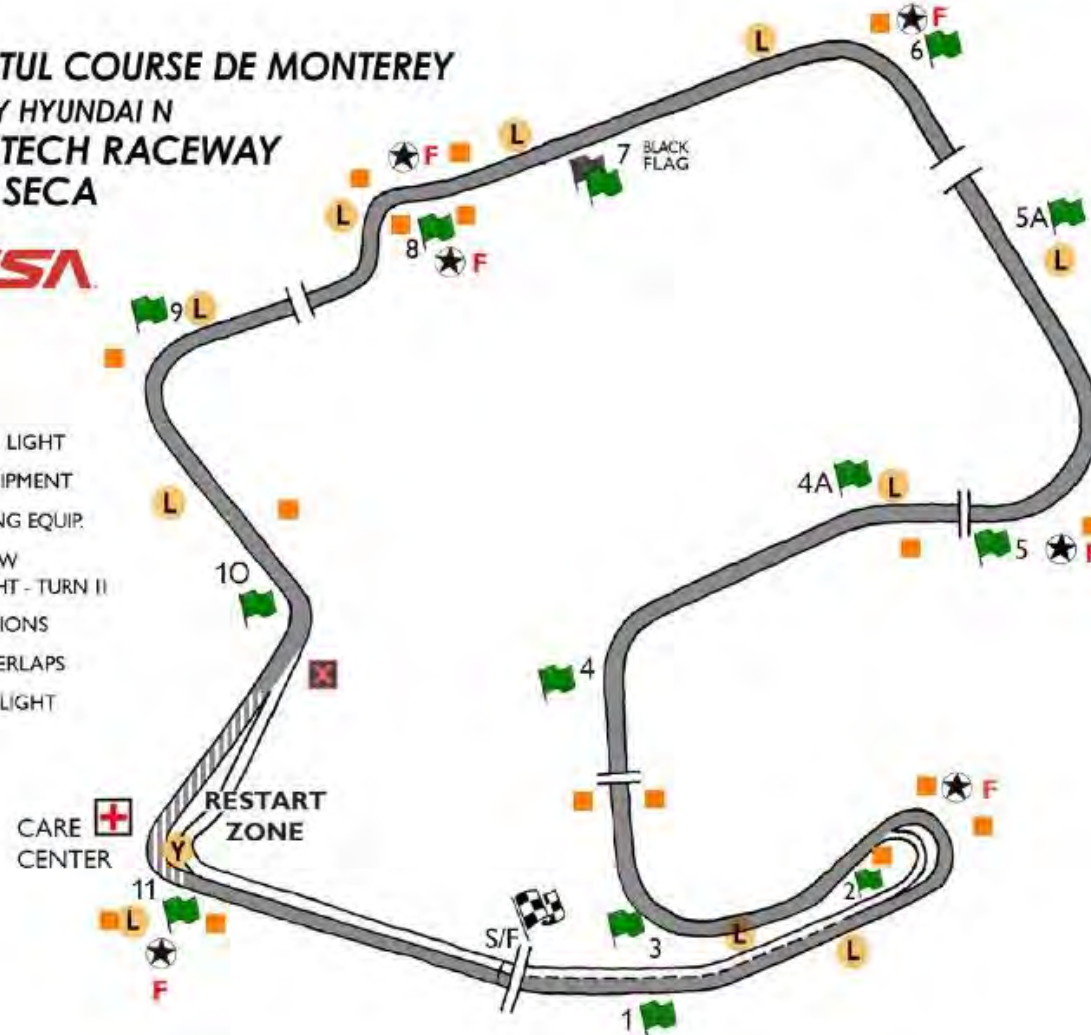 TUL COURSE DE MONTEREY
Y HYUNDAI N
TECH RACEWAY
SECA
SA
LIGHT
IPMENT
NG EQUIP.
W
HT - TURN 11
IONS
ERLAPS
LIGHT
F
6
L
L
F
7 BLACK
FLAG
L
8
F
5A
L
9 L
L
4A
L
5
10
4
RESTART
ZONE
CARE
CENTER
Y
F
11
L
F
S/F
2
3
L
L
1